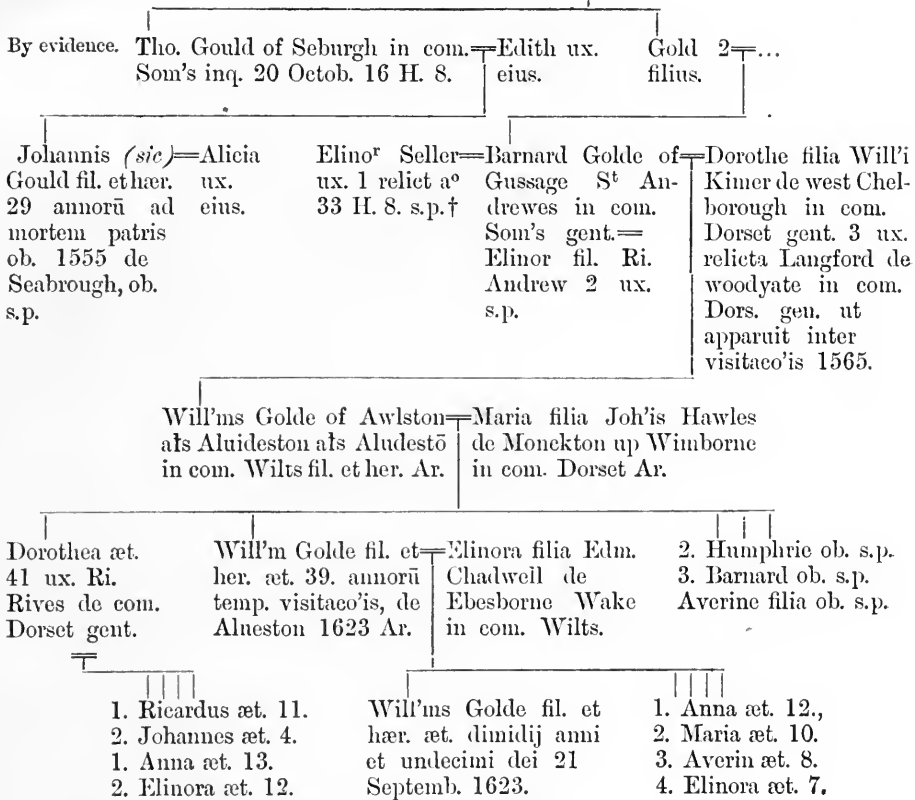 By evidence.
Tho. Gould of Seburgh in com.
Som's inq. 20 Octob. 16 H. 8.
Edith ux.
eius.
Gold 2
filius.
...
Johannis (sic)
Gould fil. et hær.
29 annorū ad
mortem patris
ob. 1555 de
Seabrough, ob.
s.p.
Alicia
ux.
eius.
Elinoʳ Seller
ux. 1 relict aᵒ
33 H. 8. s.p.†
Barnard Golde of
Gussage Sᵗ An-
drewes in com.
Som's gent.=
Elinor fil. Ri.
Andrew 2 ux.
s.p.
Dorothe filia Will'i
Kimer de west Chel-
borough in com.
Dorset gent. 3 ux.
relicta Langford de
woodyate in com.
Dors. gen. ut
apparuit inter
visitaco'is 1565.
Will'ms Golde of Awlston
als Aluideston als Aludestō
in com. Wilts fil. et her. Ar.
Maria filia Joh'is Hawles
de Monckton up Wimborne
in com. Dorset Ar.
Dorothea æt.
41 ux. Ri.
Rives de com.
Dorset gent.
Will'm Golde fil. et
her. æt. 39. annorū
temp. visitaco'is, de
Alueston 1623 Ar.
Elinora filia Edm.
Chadwell de
Ebesborne Wake
in com. Wilts.
2. Humphrie ob. s.p.
3. Barnard ob. s.p.
Averine filia ob. s.p.
1. Ricardus æt. 11.
2. Johannes æt. 4.
1. Anna æt. 13.
2. Elinora æt. 12.
Will'ms Golde fil. et
hær. æt. dimidij anni
et undecimi dei 21
Septemb. 1623.
1. Anna æt. 12.,
2. Maria æt. 10.
3. Averin æt. 8.
4. Elinora æt. 7.